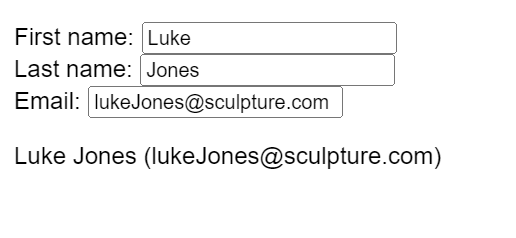 First name: Luke
Last name: Jones
Email: lukeJones@sculpture.com
Luke Jones (lukeJones@sculpture.com)